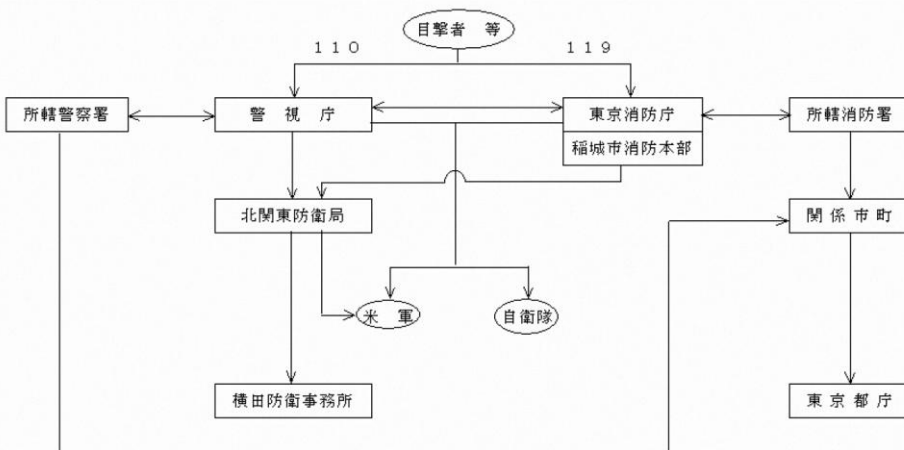 目撃者 等
110 119
所轄警察署 警視庁 東京消防庁 所轄消防署
稲城市消防本部
北関東防衛局 関係市町
米軍 自衛隊
横田防衛事務所 東京都庁